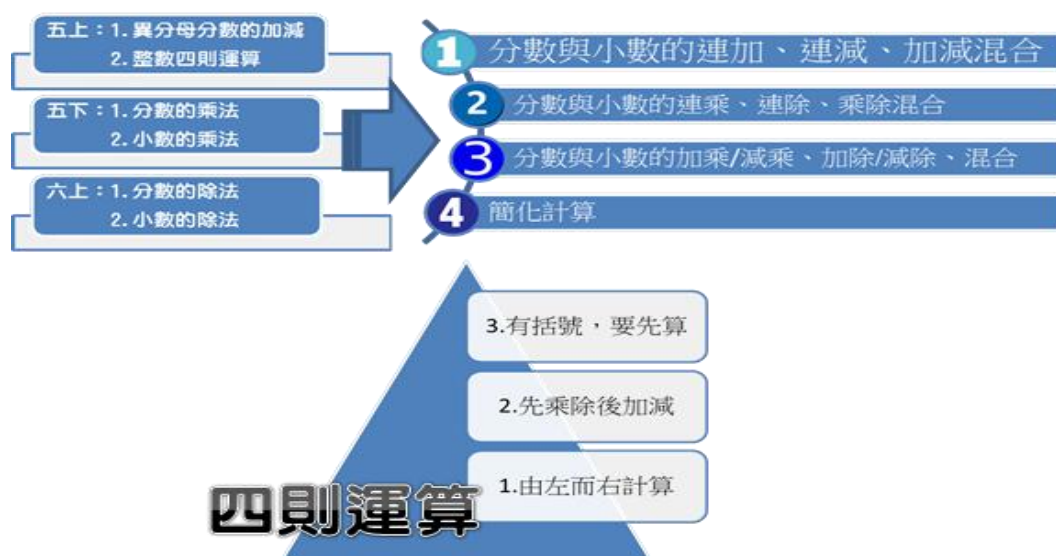 五上：1.異分母分數的加減
2.整數四則運算
五下：1.分數的乘法
2.小數的乘法
六上：1.分數的除法
2.小數的除法
1 分數與小數的連加、連減、加減混合
2 分數與小數的連乘、連除、乘除混合
3 分數與小數的加乘/減乘、加除/減除、混合
4 簡化計算
3.有括號，要先算
2.先乘除後加減
1.由左而右計算
四則運算